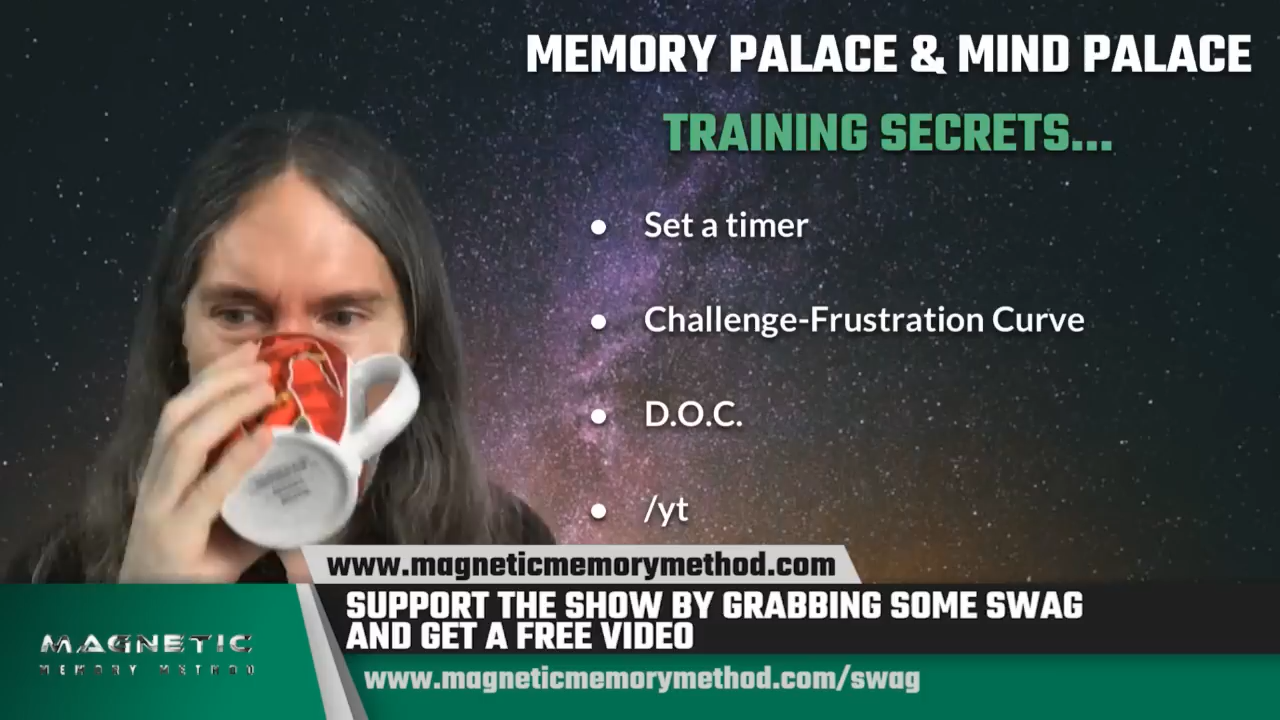 MEMORY PALACE & MIND PALACE
TRAINING SECRETS...
Set a timer
Challenge-Frustration Curve
D.O.C.
/yt
www.magneticmemorymethod.com
SUPPORT THE SHOW BY GRABBING SOME SWAG
AND GET A FREE VIDEO
MAGNETIC
MEMORY METHOD
www.magneticmemorymethod.com/swag